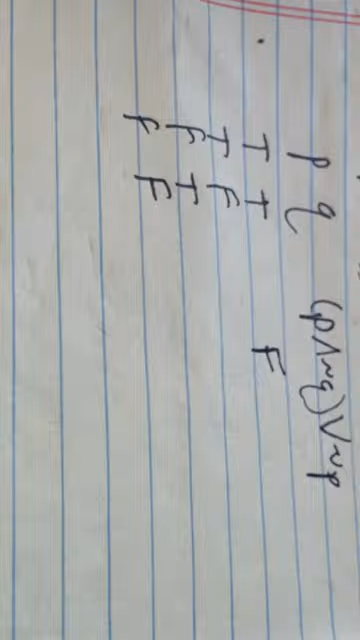 p q (p∧~q)∨~p
T T F
T F
F T
F F